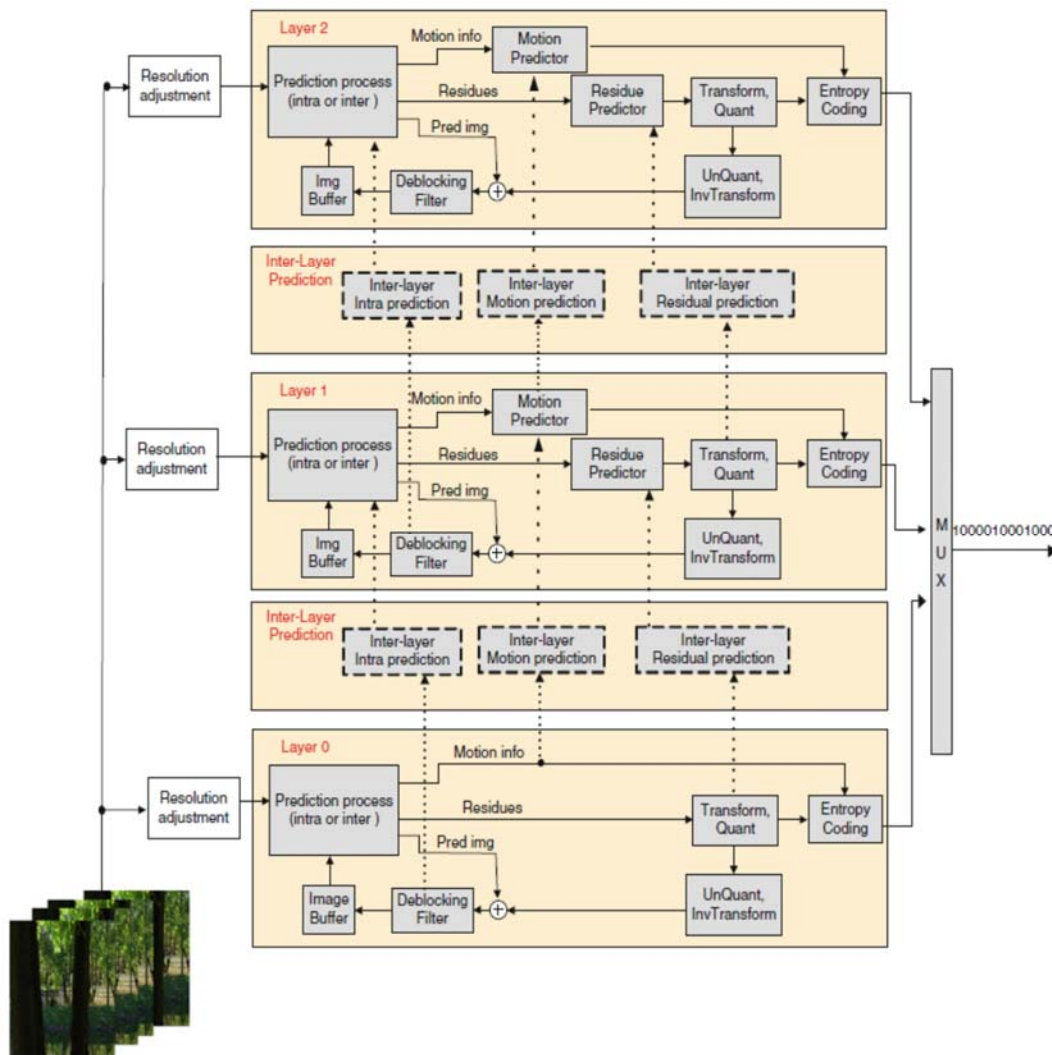 Layer 2
Motion info
Motion
Predictor
Resolution
adjustment
Prediction process
(intra or inter )
Residues
Residue
Predictor
Transform,
Quant
Entropy
Coding
Pred img
Img
Buffer
Deblocking
Filter
+
UnQuant,
InvTransform
Inter-Layer
Prediction
Inter-layer
Intra prediction
Inter-layer
Motion prediction
Inter-layer
Residual prediction
Layer 1
Motion info
Motion
Predictor
Resolution
adjustment
Prediction process
(intra or inter )
Residues
Residue
Predictor
Transform,
Quant
Entropy
Coding
Pred img
Img
Buffer
Deblocking
Filter
+
UnQuant,
InvTransform
M
U
X
1000010001000
Inter-Layer
Prediction
Inter-layer
Intra prediction
Inter-layer
Motion prediction
Inter-layer
Residual prediction
Layer 0
Motion info
Resolution
adjustment
Prediction process
(intra or inter )
Residues
Transform,
Quant
Entropy
Coding
Pred img
Image
Buffer
Deblocking
Filter
+
UnQuant,
InvTransform